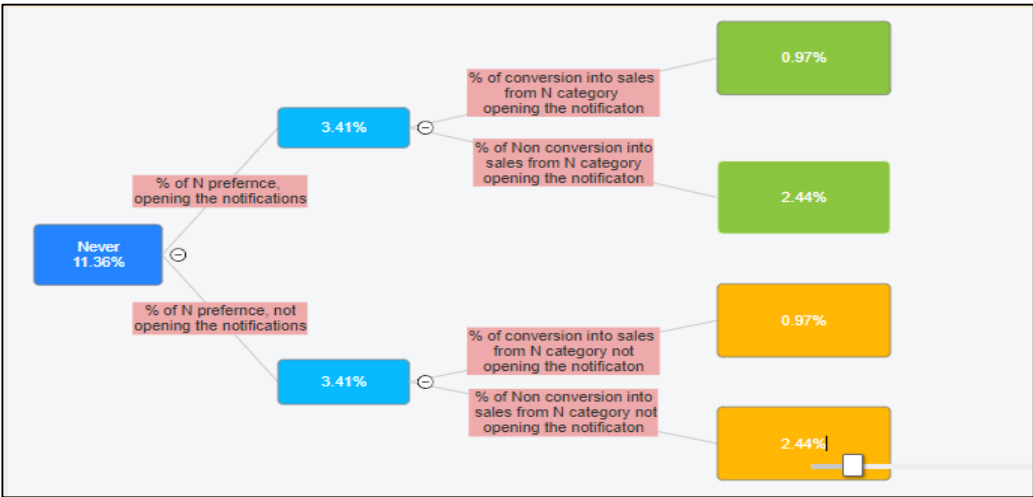 0.97%
% of conversion into sales
from N category
opening the notificaton
3.41%
% of Non conversion into
sales from N category
opening the notificaton
% of N prefernce,
opening the notifications
2.44%
Never
11.36%
% of N prefernce, not
opening the notifications
0.97%
% of conversion into sales
from N category not
opening the notificaton
3.41%
% of Non conversion into
sales from N category not
opening the notificaton
2.44%